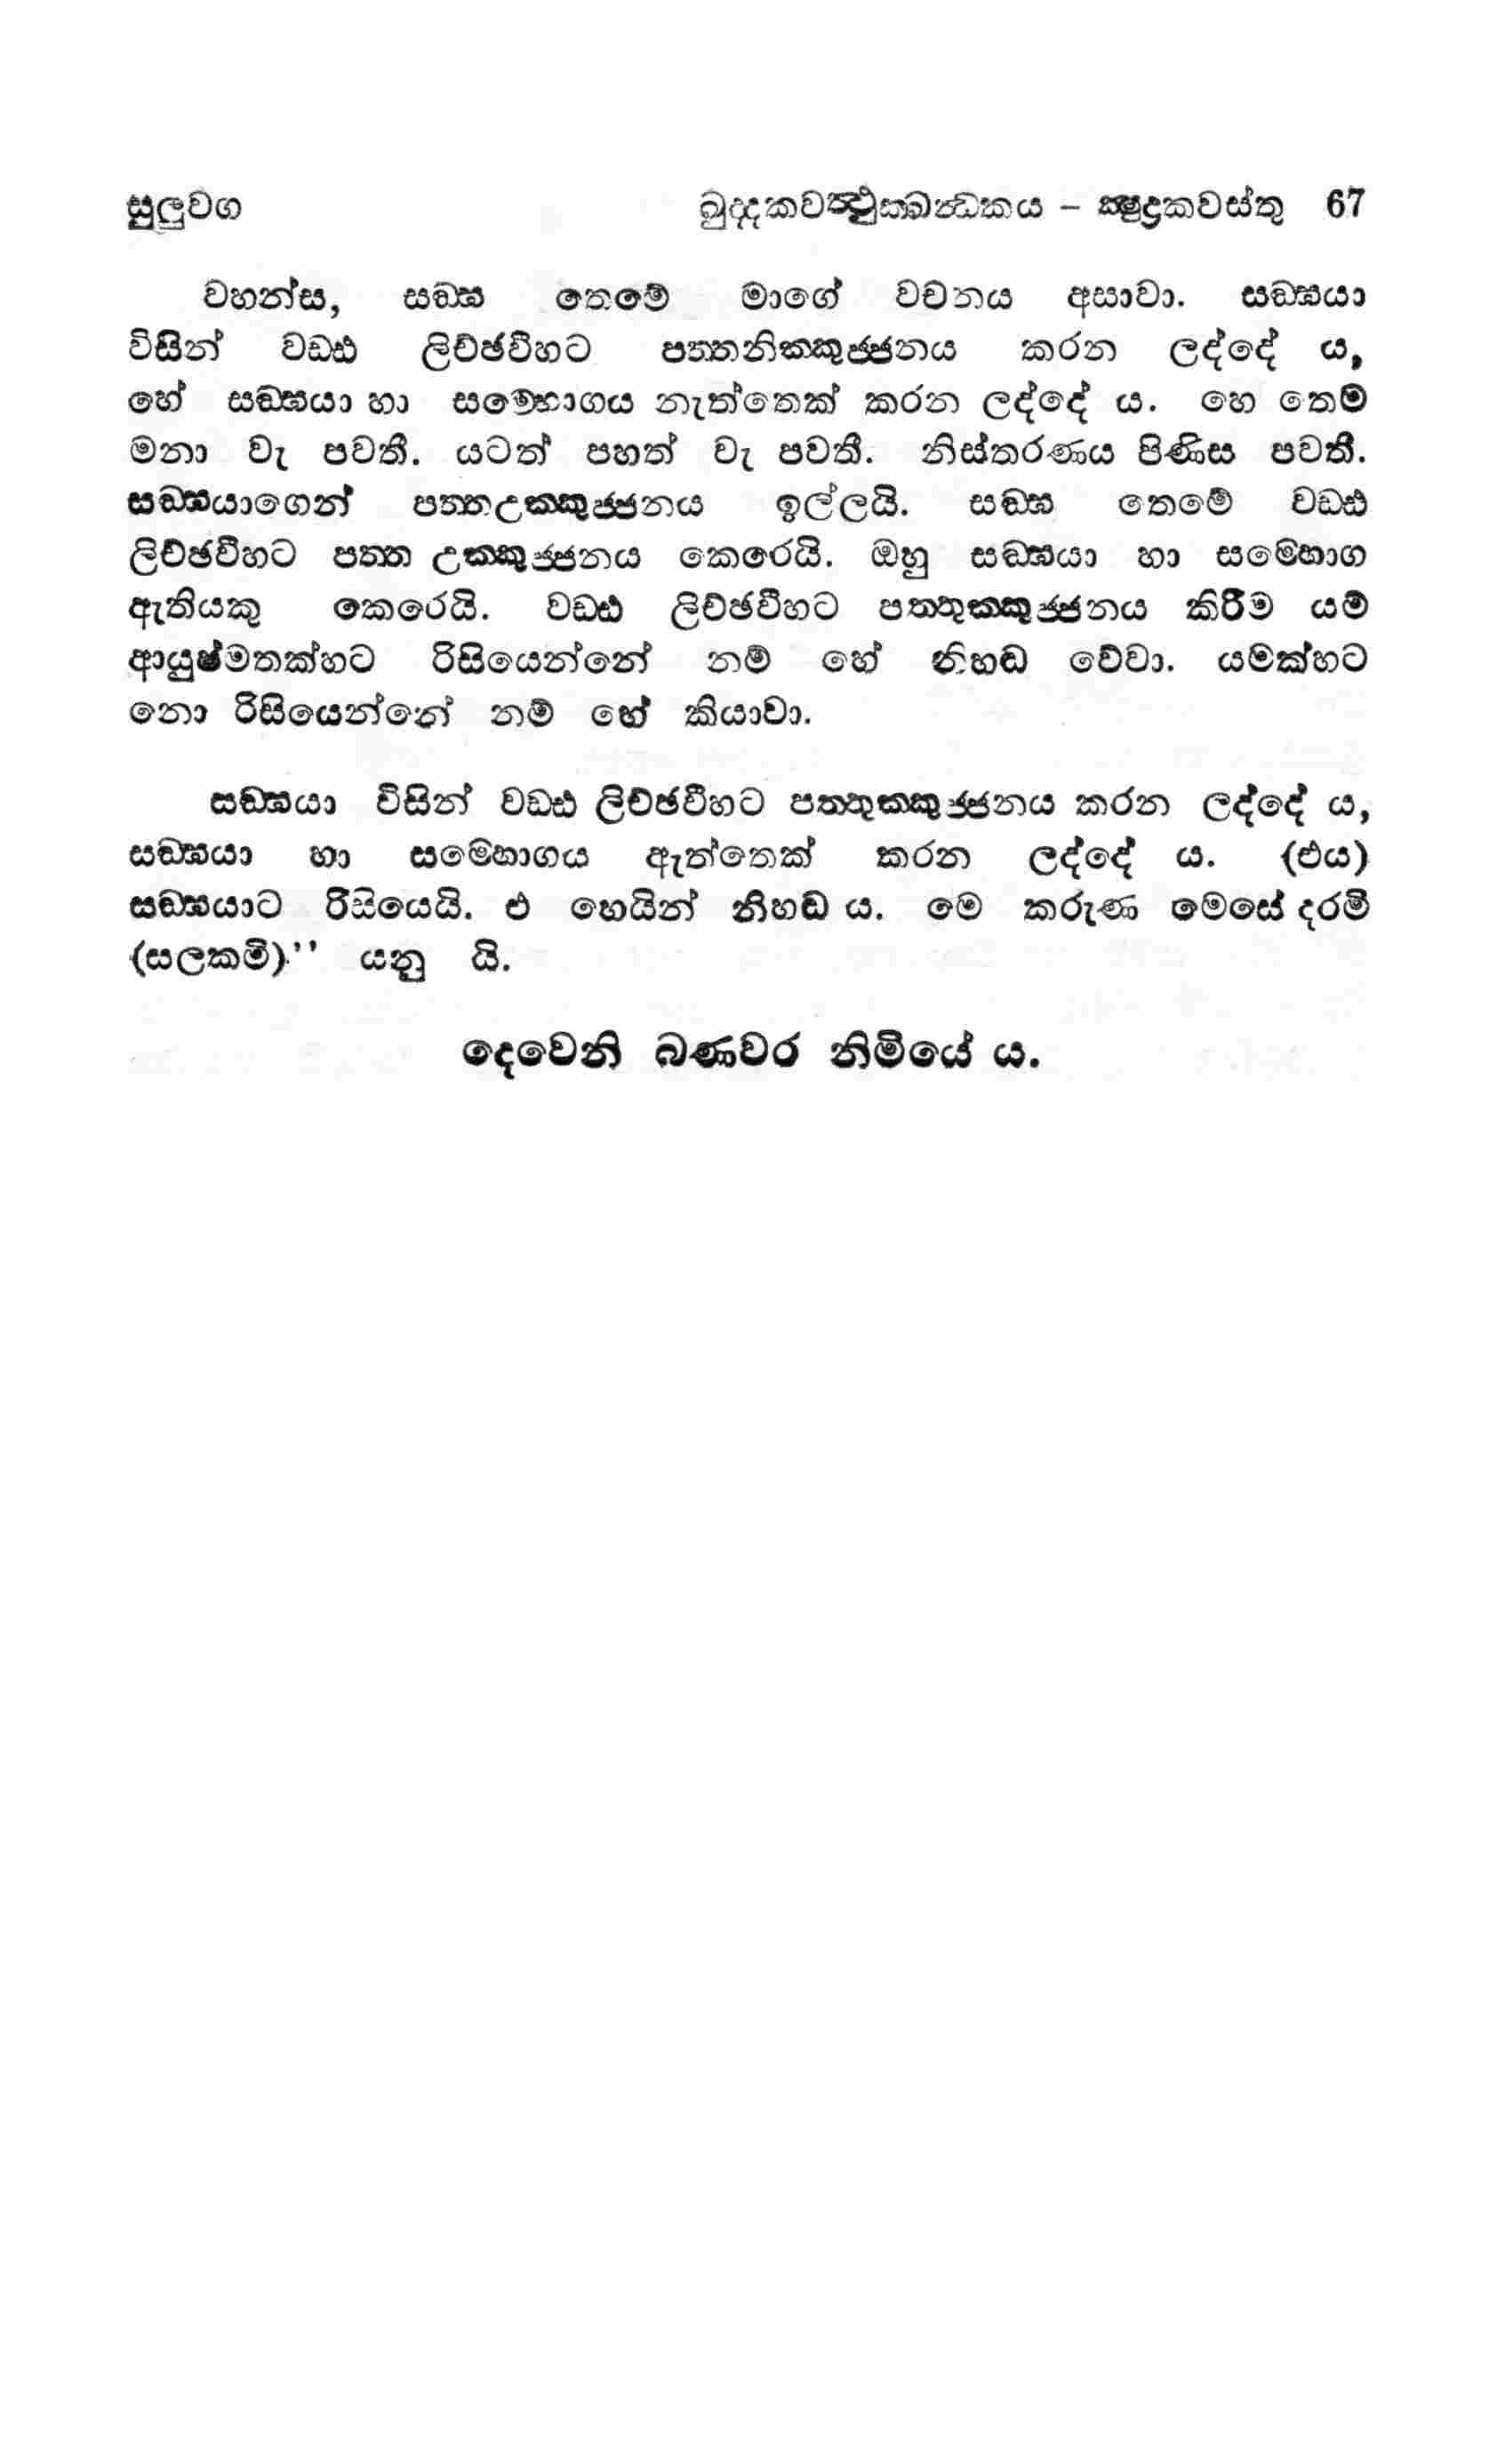 සුලුවග ඛුද්දකවත්ථුක්ඛන්ධකය – ක්ෂුද්‍රකවස්තු 67
වහන්ස, සඞ්ඝ තෙමේ මාගේ වචනය අසාවා. සඞ්ඝයා
විසින් වඩ්ඪ ලිච්ඡවීහට පත්තනික්කුජ්ජනය කරන ලද්දේ ය,
හේ සඞ්ඝයා හා සම්භොගය නැත්තෙක් කරන ලද්දේ ය. හෙ තෙම
මනා වැ පවතී. යටත් පහත් වැ පවතී. නිස්තරණය පිණිස පවතී.
සඞ්ඝයාගෙන් පත්තඋක්කුජ්ජනය ඉල්ලයි. සඞ්ඝ තෙමේ වඩ්ඪ
ලිච්ඡවීහට පත්ත උක්කුජ්ජනය කෙරෙයි. ඔහු සඞ්ඝයා හා සම්භොග
ඇතියකු කෙරෙයි. වඩ්ඪ ලිච්ඡවීහට පත්තුක්කුජ්ජනය කිරීම යම්
ආයුෂ්මතක්හට රිසියෙන්නේ නම් හේ නිහඬ වේවා. යමක්හට
නො රිසියෙන්නේ නම් හේ කියාවා.
සඞ්ඝයා විසින් වඩ්ඪ ලිච්ඡවීහට පත්තුක්කුජ්ජනය කරන ලද්දේ ය,
සඞ්ඝයා හා සම්භොගය ඇත්තෙක් කරන ලද්දේ ය. (එය)
සඞ්ඝයාට රිසියෙයි. එ හෙයින් නිහඬ ය. මෙ කරුණ මෙසේ දරමි
(සලකමි)’’ යනු යි.
දෙවෙනි බණවර නිමියේ ය.